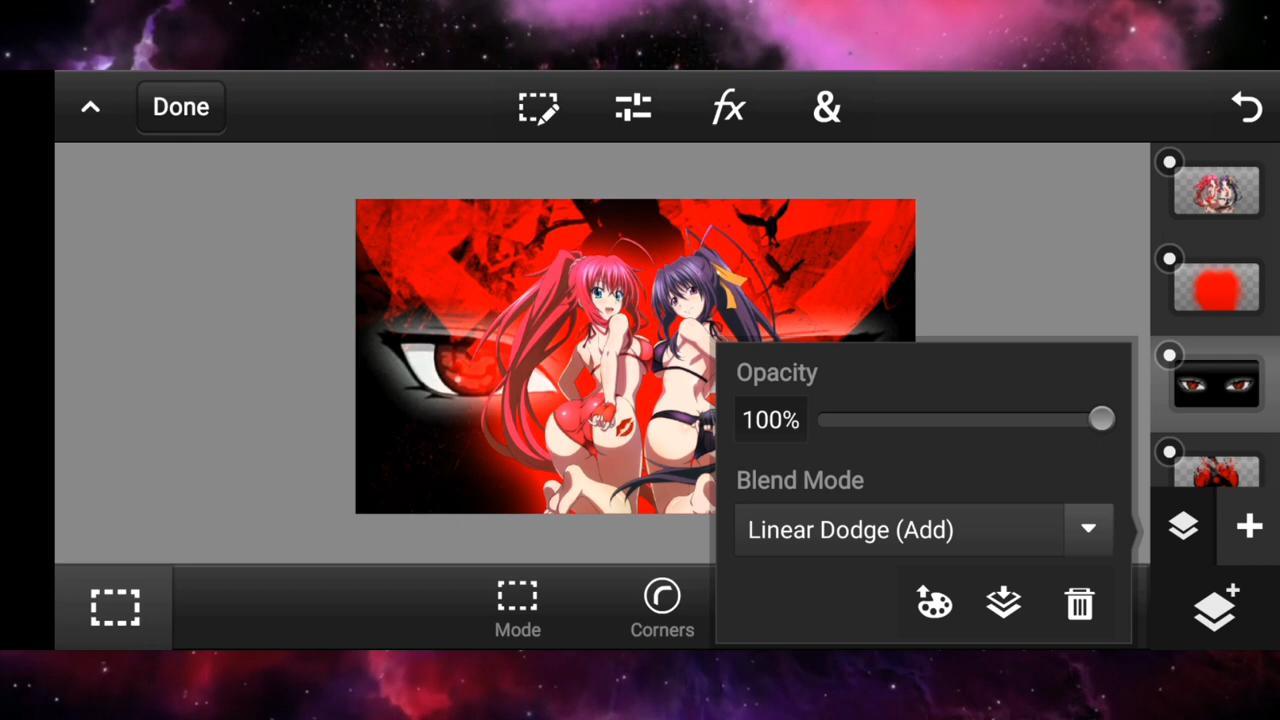 Done
fx
&
Opacity
100%
Blend Mode
Linear Dodge (Add)
Mode
Corners